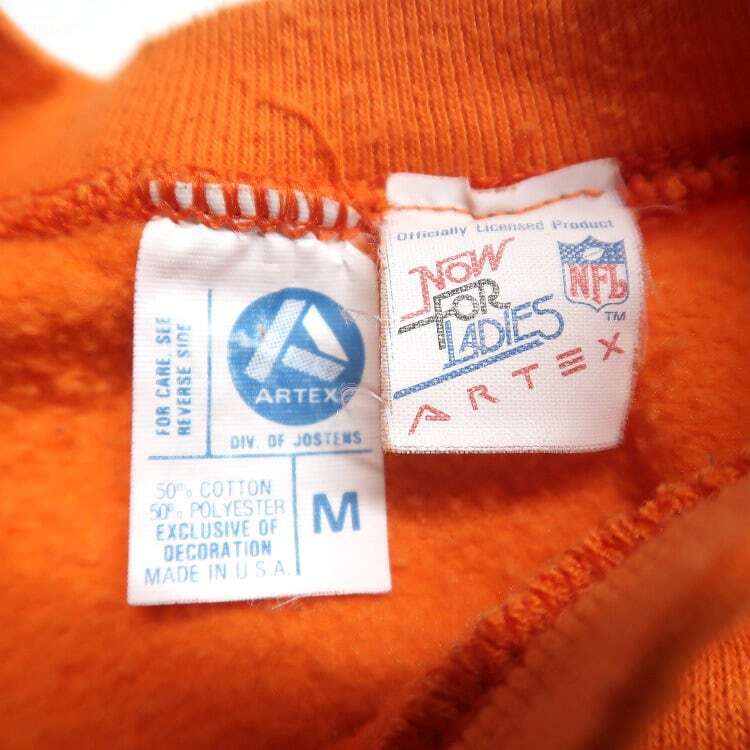 FOR CARE, SEE
REVERSE SIDE
ARTEX
DIV. OF JOSTENS
50% COTTON
50% POLYESTER
EXCLUSIVE OF
DECORATION
MADE IN U.S.A.
M
Officially Licensed Product
NOW
FOR
LADIES
NFL
TM
ARTEX